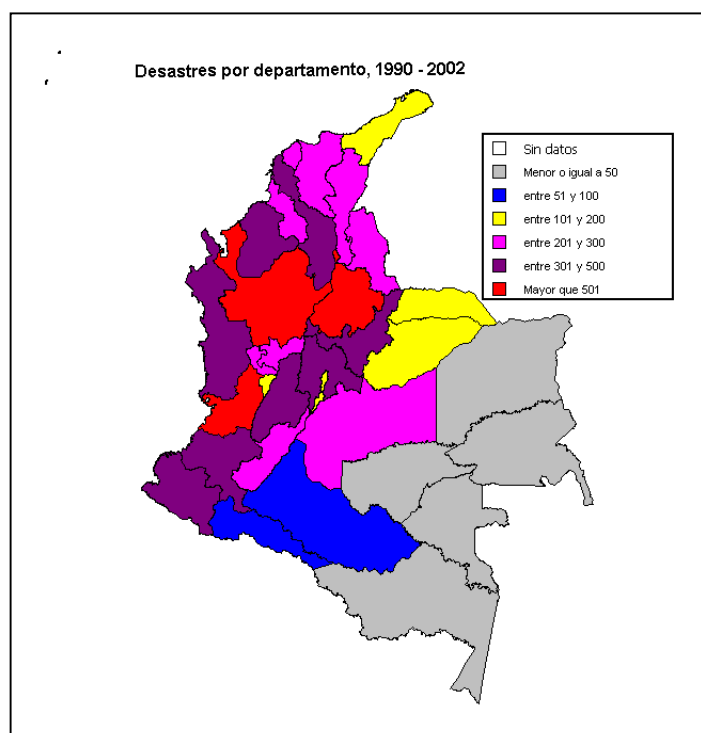 Desastres por departamento, 1990 - 2002
Sin datos
Menor o igual a 50
entre 51 y 100
entre 101 y 200
entre 201 y 300
entre 301 y 500
Mayor que 501